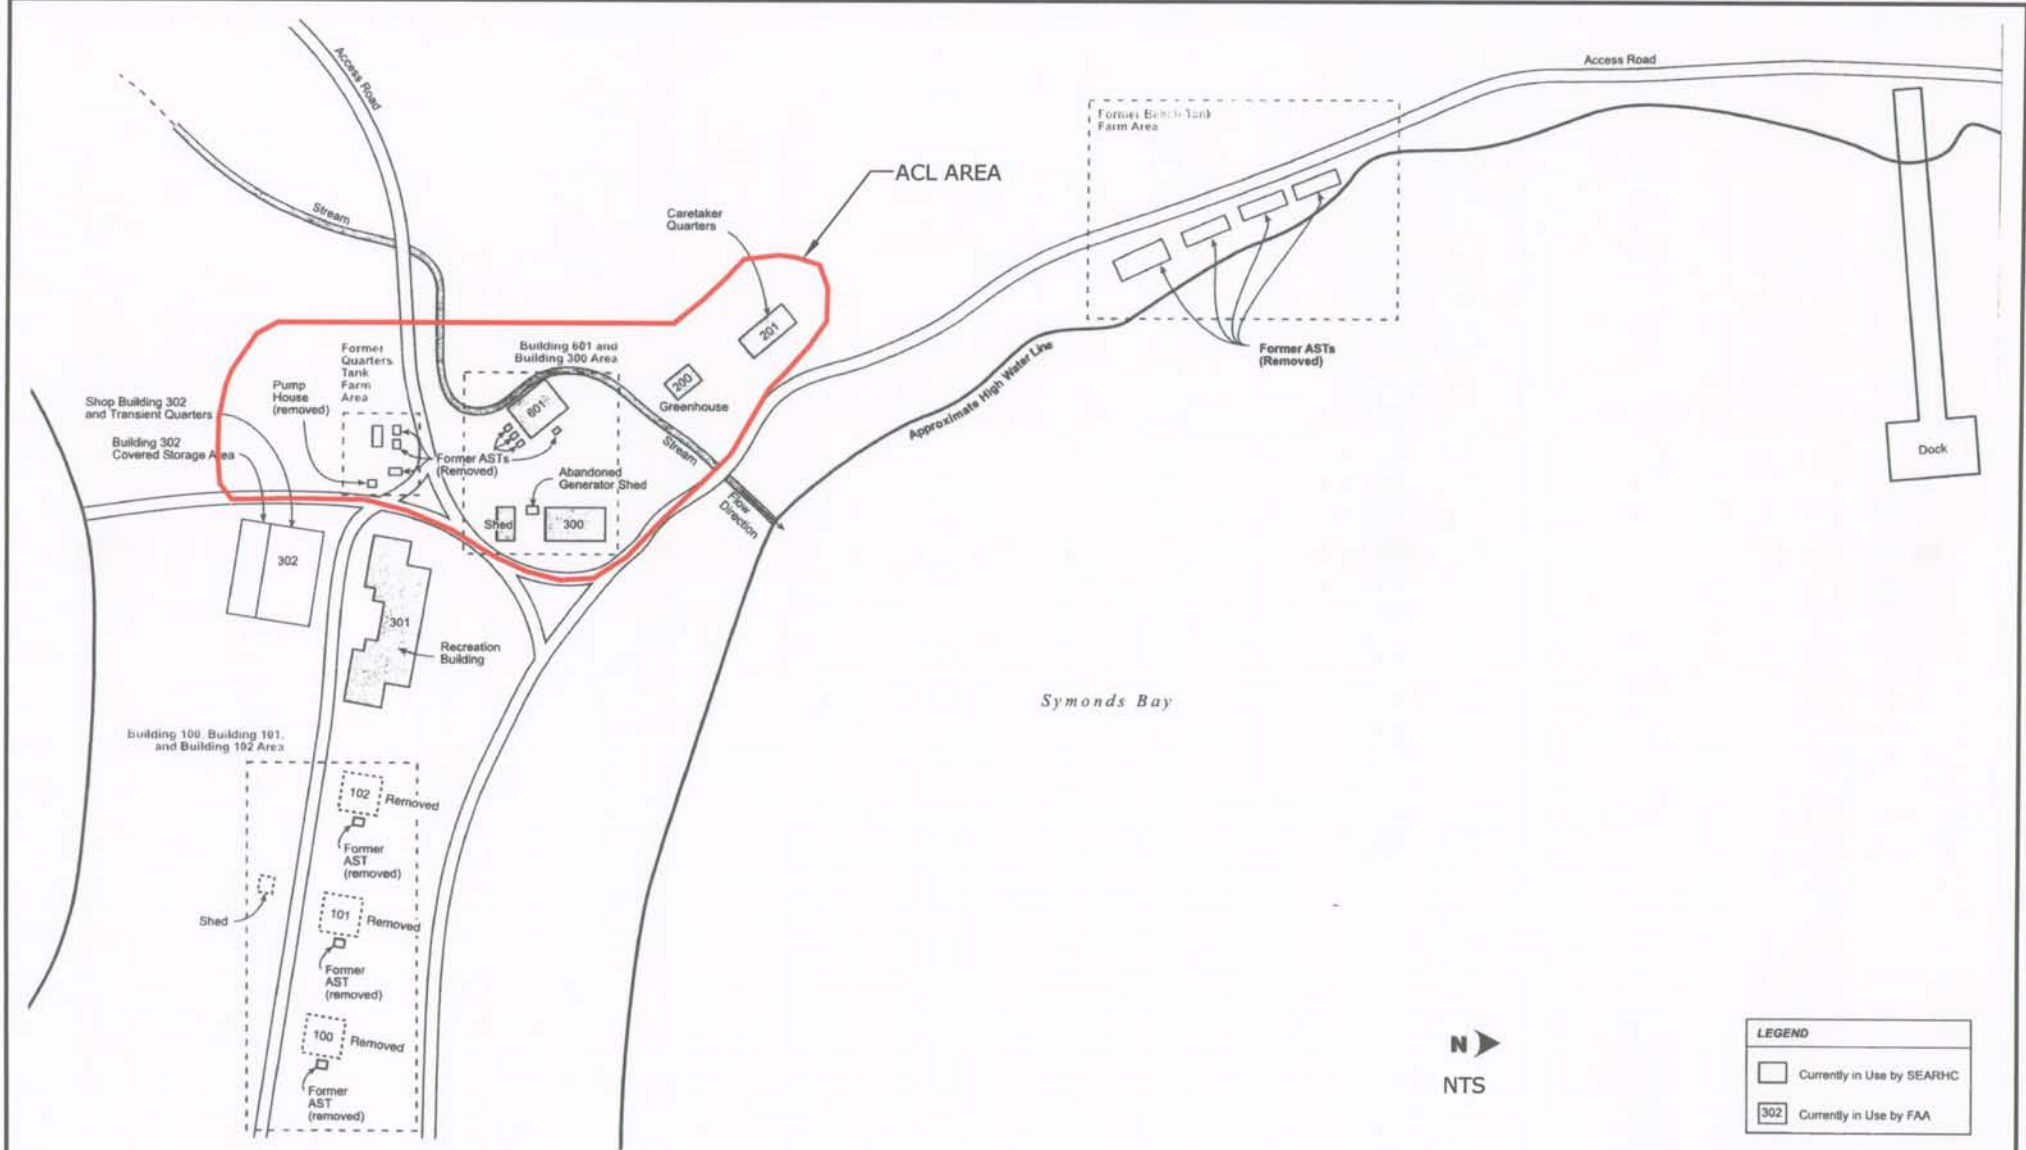 Access Road
Access Road
Former Beach Tank
Farm Area
ACL AREA
Stream
Caretaker
Quarters
201
Former
Quarters
Tank
Farm
Area
Building 601 and
Building 300 Area
Former ASTs
(Removed)
Approximate High Water Line
Pump
House
(removed)
200
Greenhouse
Shop Building 302
and Transient Quarters
601
Building 302
Covered Storage Area
Stream
Dock
Former ASTs
(Removed)
Abandoned
Generator Shed
Flow
Direction
Shed
300
302
301
Recreation
Building
Symonds Bay
Building 100, Building 101,
and Building 102 Area
102
Removed
Former
AST
(removed)
Shed
101
Removed
Former
AST
(removed)
100
Removed
Former
AST
(removed)
N
NTS
LEGEND
Currently in Use by SEARHC
302
Currently in Use by FAA